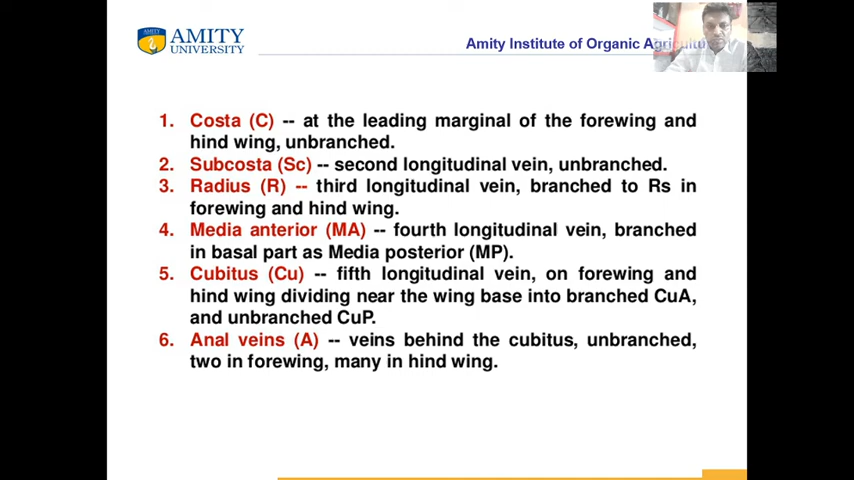 AMITY
AMITY
UNIVERSITY
Amity Institute of Organic
1. Costa (C) -- at the leading marginal of the forewing and
hind wing, unbranched.
2. Subcosta (Sc) -- second longitudinal vein, unbranched.
3. Radius (R) -- third longitudinal vein, branched to Rs in
forewing and hind wing.
4. Media anterior (MA) -- fourth longitudinal vein, branched
in basal part as Media posterior (MP).
5. Cubitus (Cu) -- fifth longitudinal vein, on forewing and
hind wing dividing near the wing base into branched CuA,
and unbranched CuP.
6. Anal veins (A) -- veins behind the cubitus, unbranched,
two in forewing, many in hind wing.